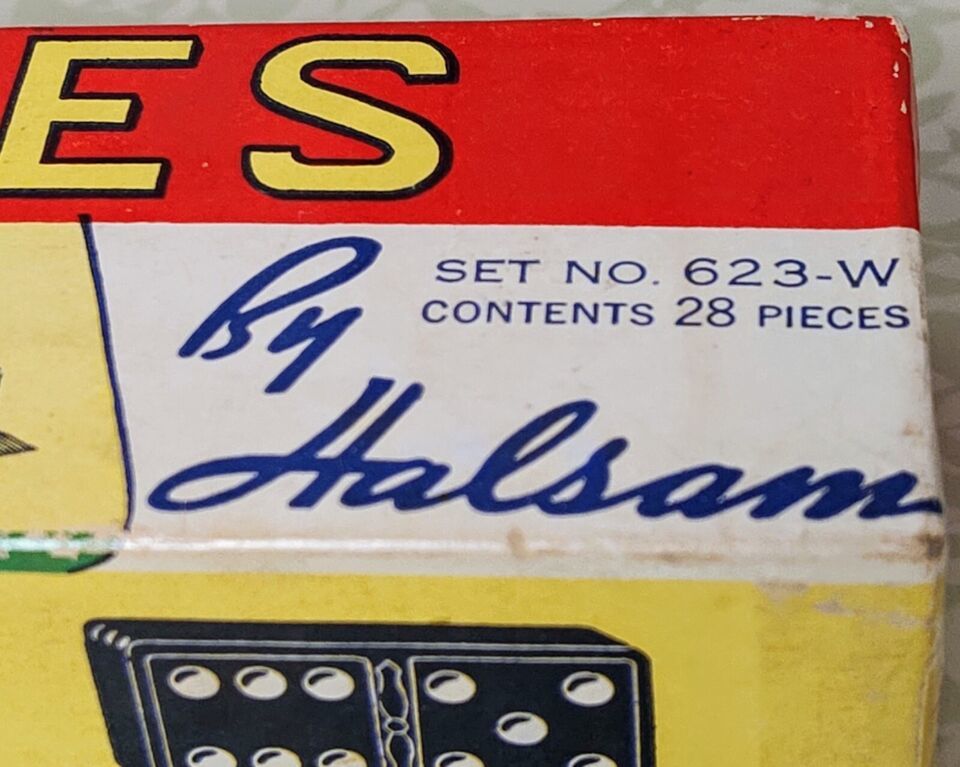 ES
By
SET NO. 623-W
CONTENTS 28 PIECES
Halsam